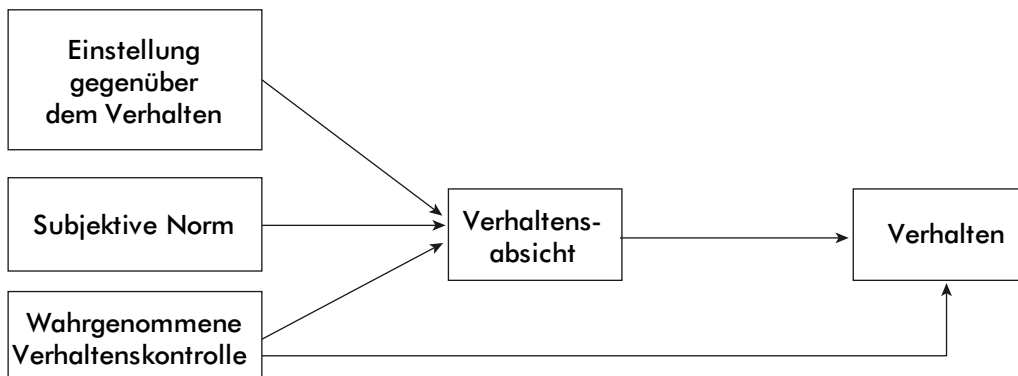 Einstellung
gegenüber
dem Verhalten
Subjektive Norm
Wahrgenommene
Verhaltenskontrolle
Verhaltens-
absicht
Verhalten